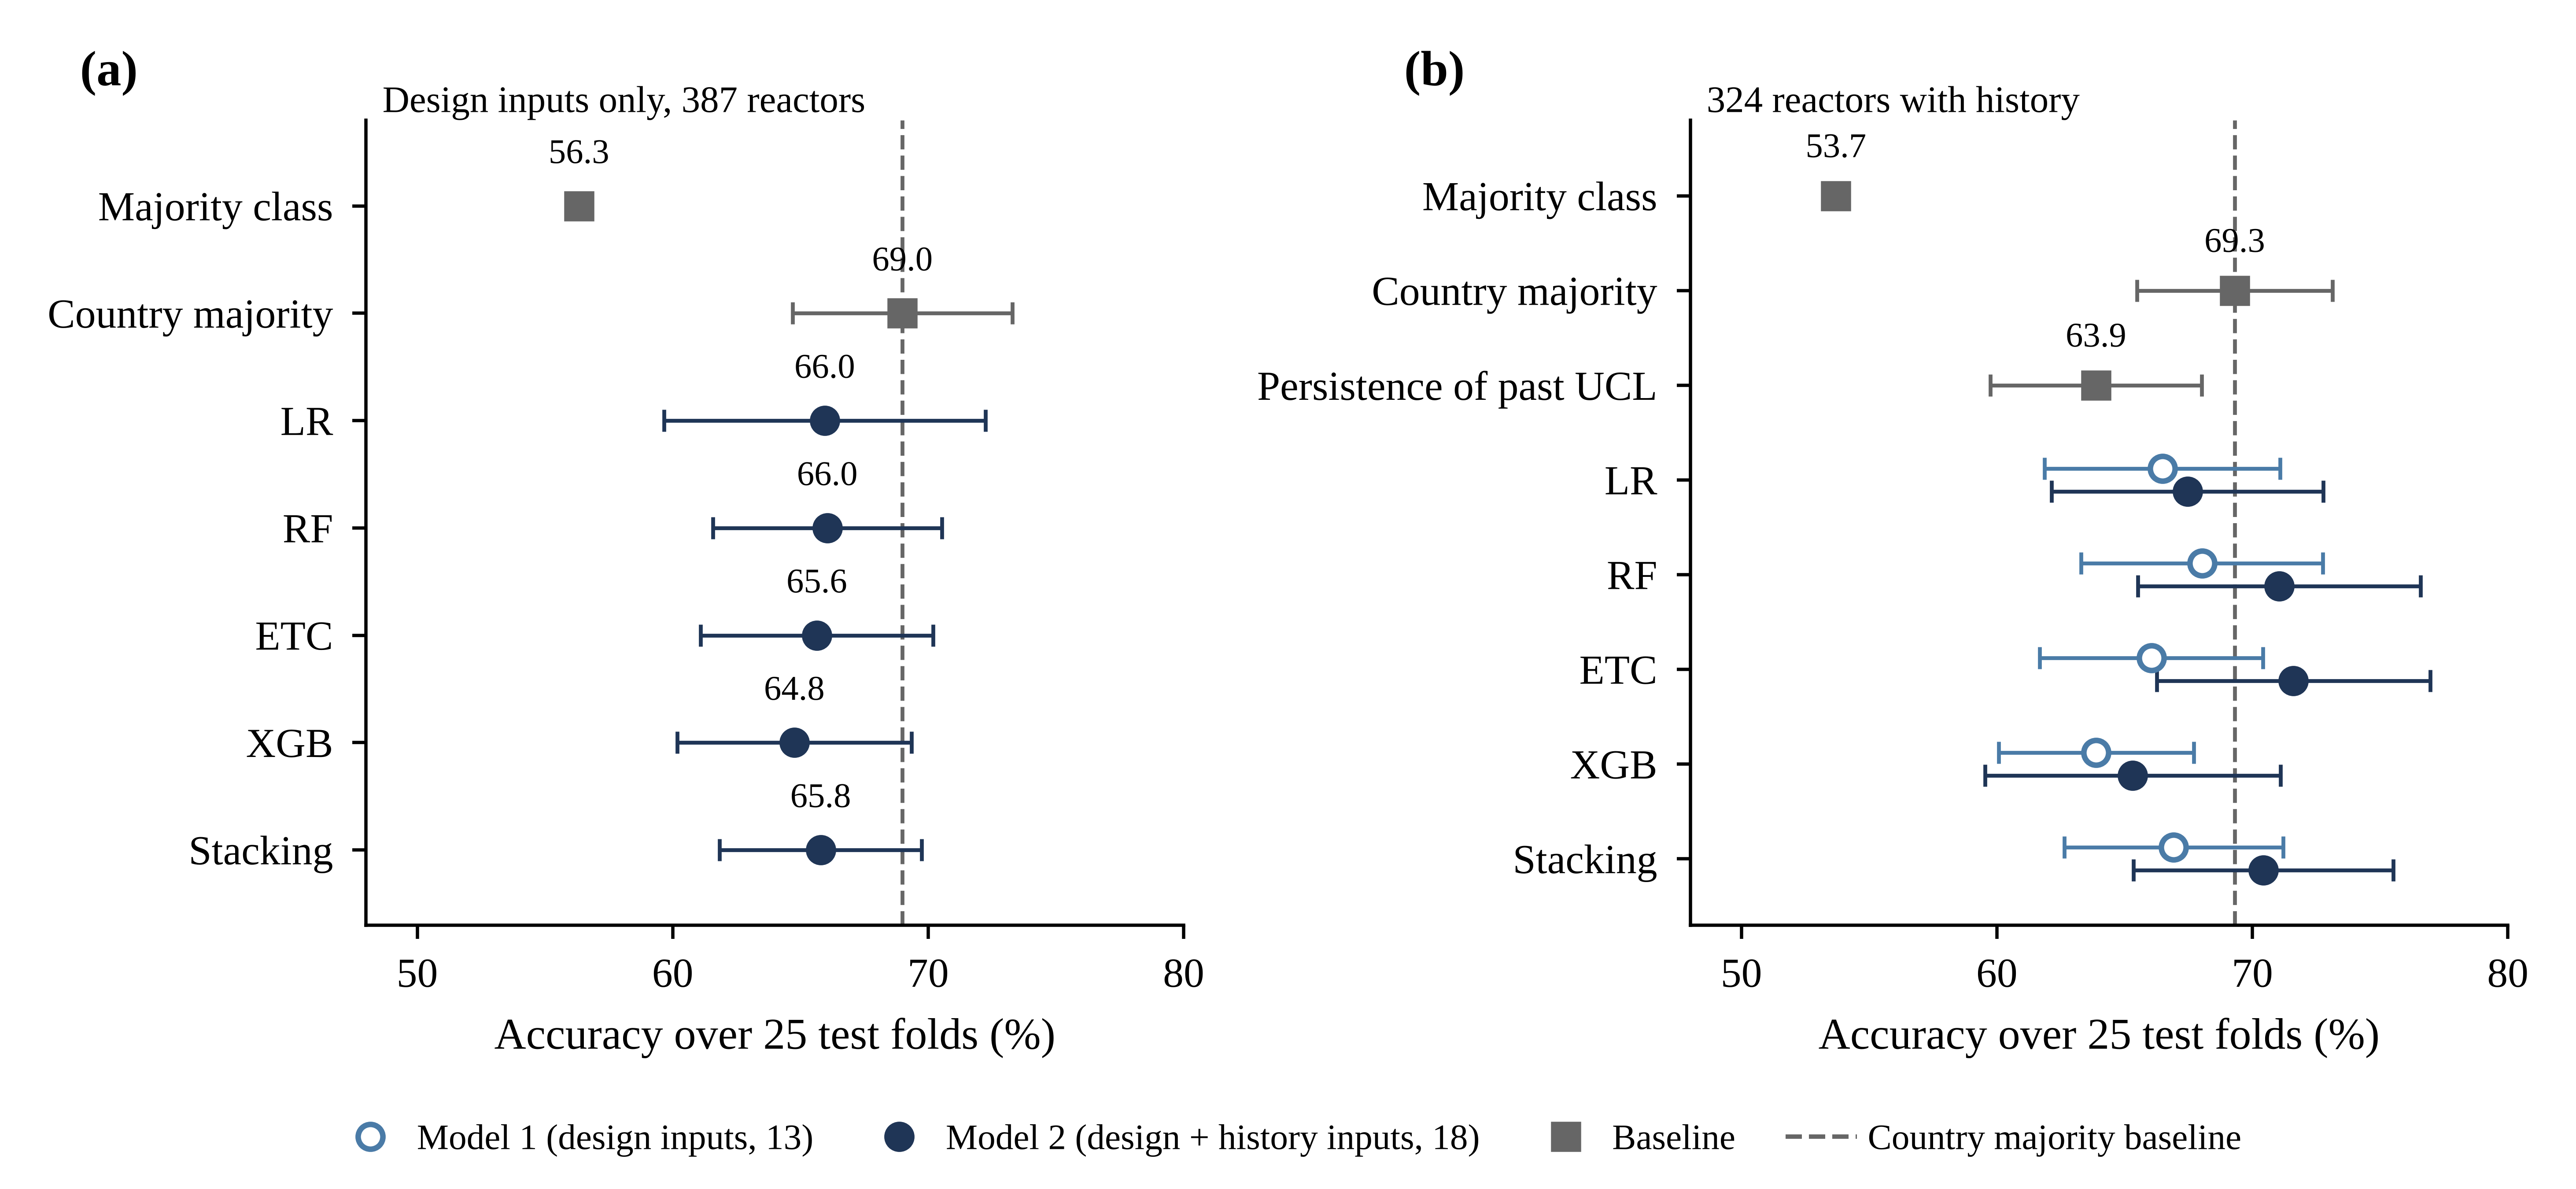 (a)
Design inputs only, 387 reactors
56.3
Majority class
69.0
Country majority
66.0
LR
66.0
RF
65.6
ETC
64.8
XGB
65.8
Stacking
50 60 70 80
Accuracy over 25 test folds (%)
(b)
324 reactors with history
53.7
Majority class
69.3
Country majority
63.9
Persistence of past UCL
LR
RF
ETC
XGB
Stacking
50 60 70 80
Accuracy over 25 test folds (%)
Model 1 (design inputs, 13) Model 2 (design + history inputs, 18) Baseline Country majority baseline